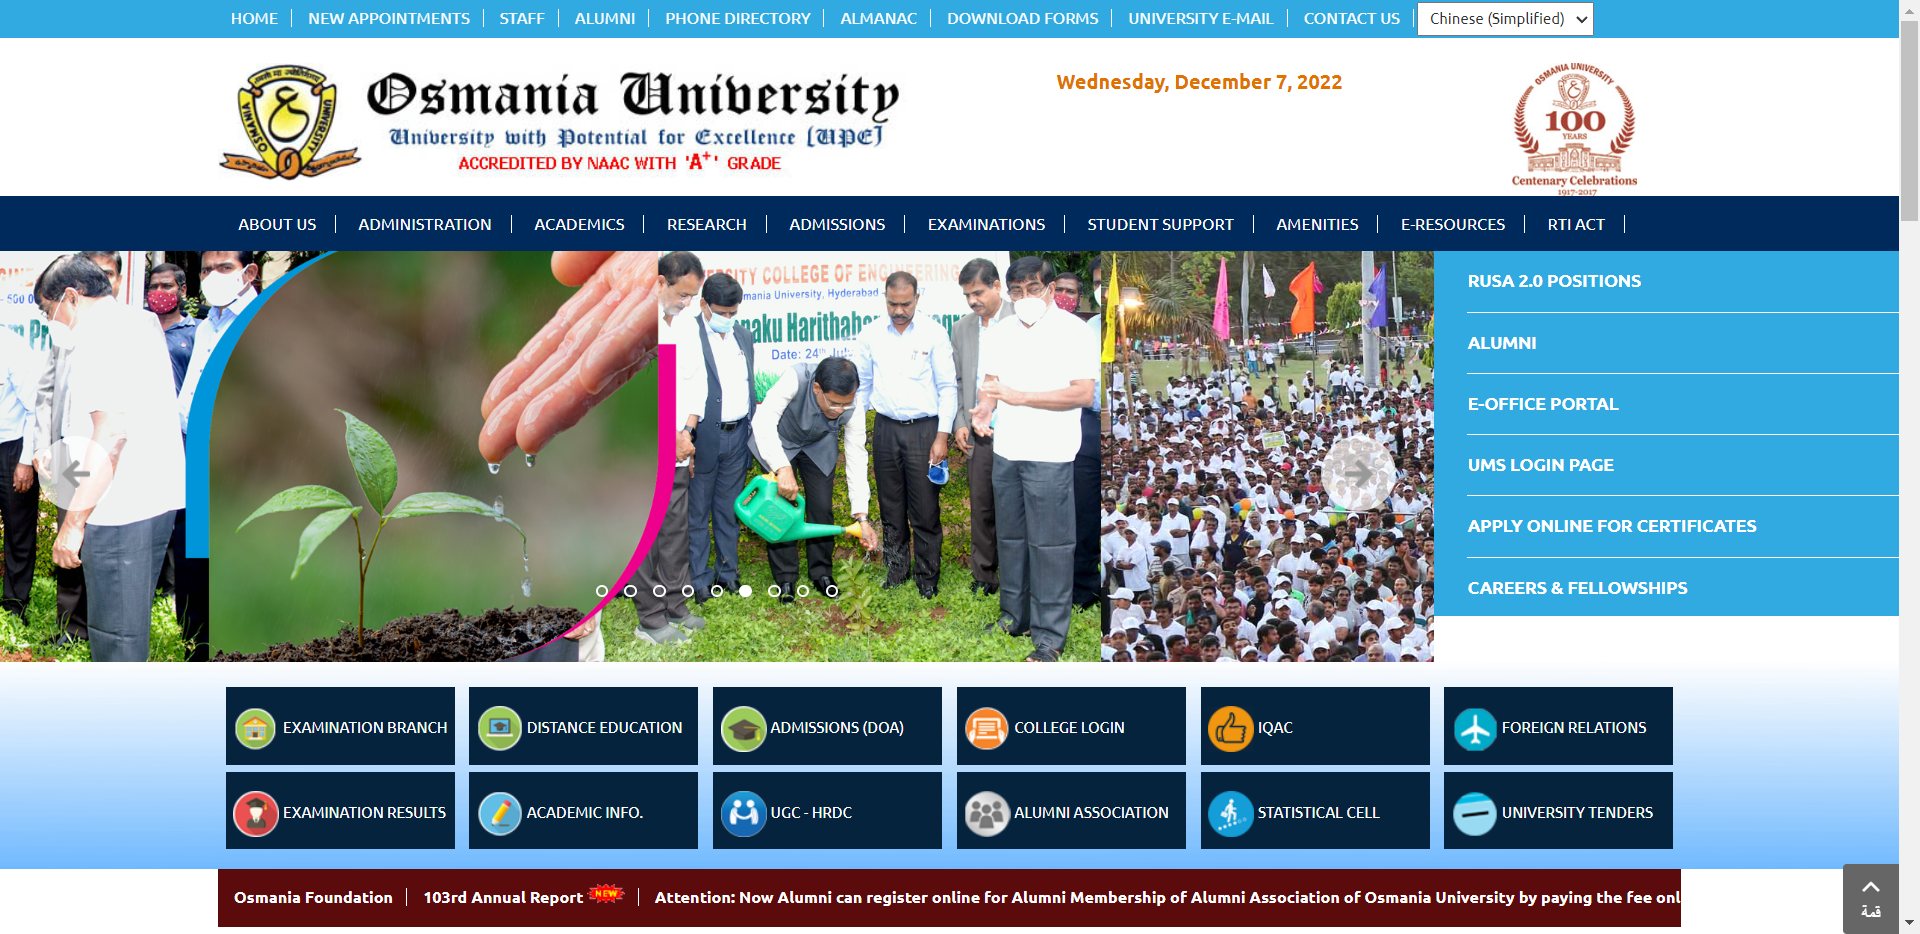 HOME NEW APPOINTMENTS STAFF ALUMNI PHONE DIRECTORY ALMANAC DOWNLOAD FORMS UNIVERSITY E-MAIL CONTACT US Chinese (Simplified)
Osmania University
University with Potential for Excellence [UPE]
ACCREDITED BY NAAC WITH 'A+' GRADE
OSMANIA UNIVERSITY
Wednesday, December 7, 2022
OSMANIA UNIVERSITY
100
YEARS
Centenary Celebrations
1917-2017
ABOUT US ADMINISTRATION ACADEMICS RESEARCH ADMISSIONS EXAMINATIONS STUDENT SUPPORT AMENITIES E-RESOURCES RTI ACT
VERSITY COLLEGE OF ENGINEERING
mania University, Hyderabad
naku Haritha
Date: 24th July
RUSA 2.0 POSITIONS
ALUMNI
E-OFFICE PORTAL
UMS LOGIN PAGE
APPLY ONLINE FOR CERTIFICATES
CAREERS & FELLOWSHIPS
EXAMINATION BRANCH DISTANCE EDUCATION ADMISSIONS (DOA) COLLEGE LOGIN IQAC FOREIGN RELATIONS
EXAMINATION RESULTS ACADEMIC INFO. UGC - HRDC ALUMNI ASSOCIATION STATISTICAL CELL UNIVERSITY TENDERS
Osmania Foundation 103rd Annual Report NEW Attention: Now Alumni can register online for Alumni Membership of Alumni Association of Osmania University by paying the fee onl
قمة